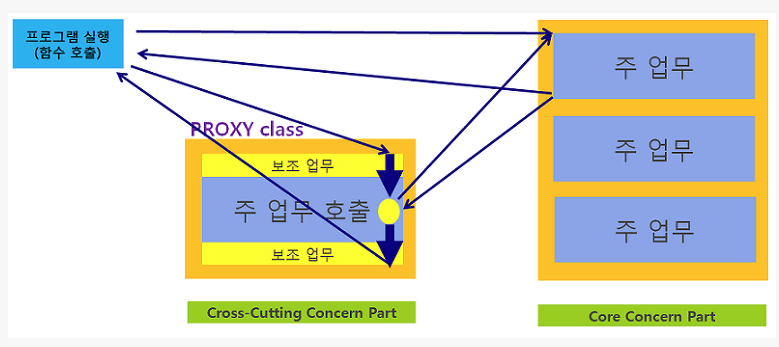 프로그램 실행
(함수 호출)
주 업무
PROXY class
보조 업무
주 업무 호출
보조 업무
주 업무
주 업무
Cross-Cutting Concern Part
Core Concern Part